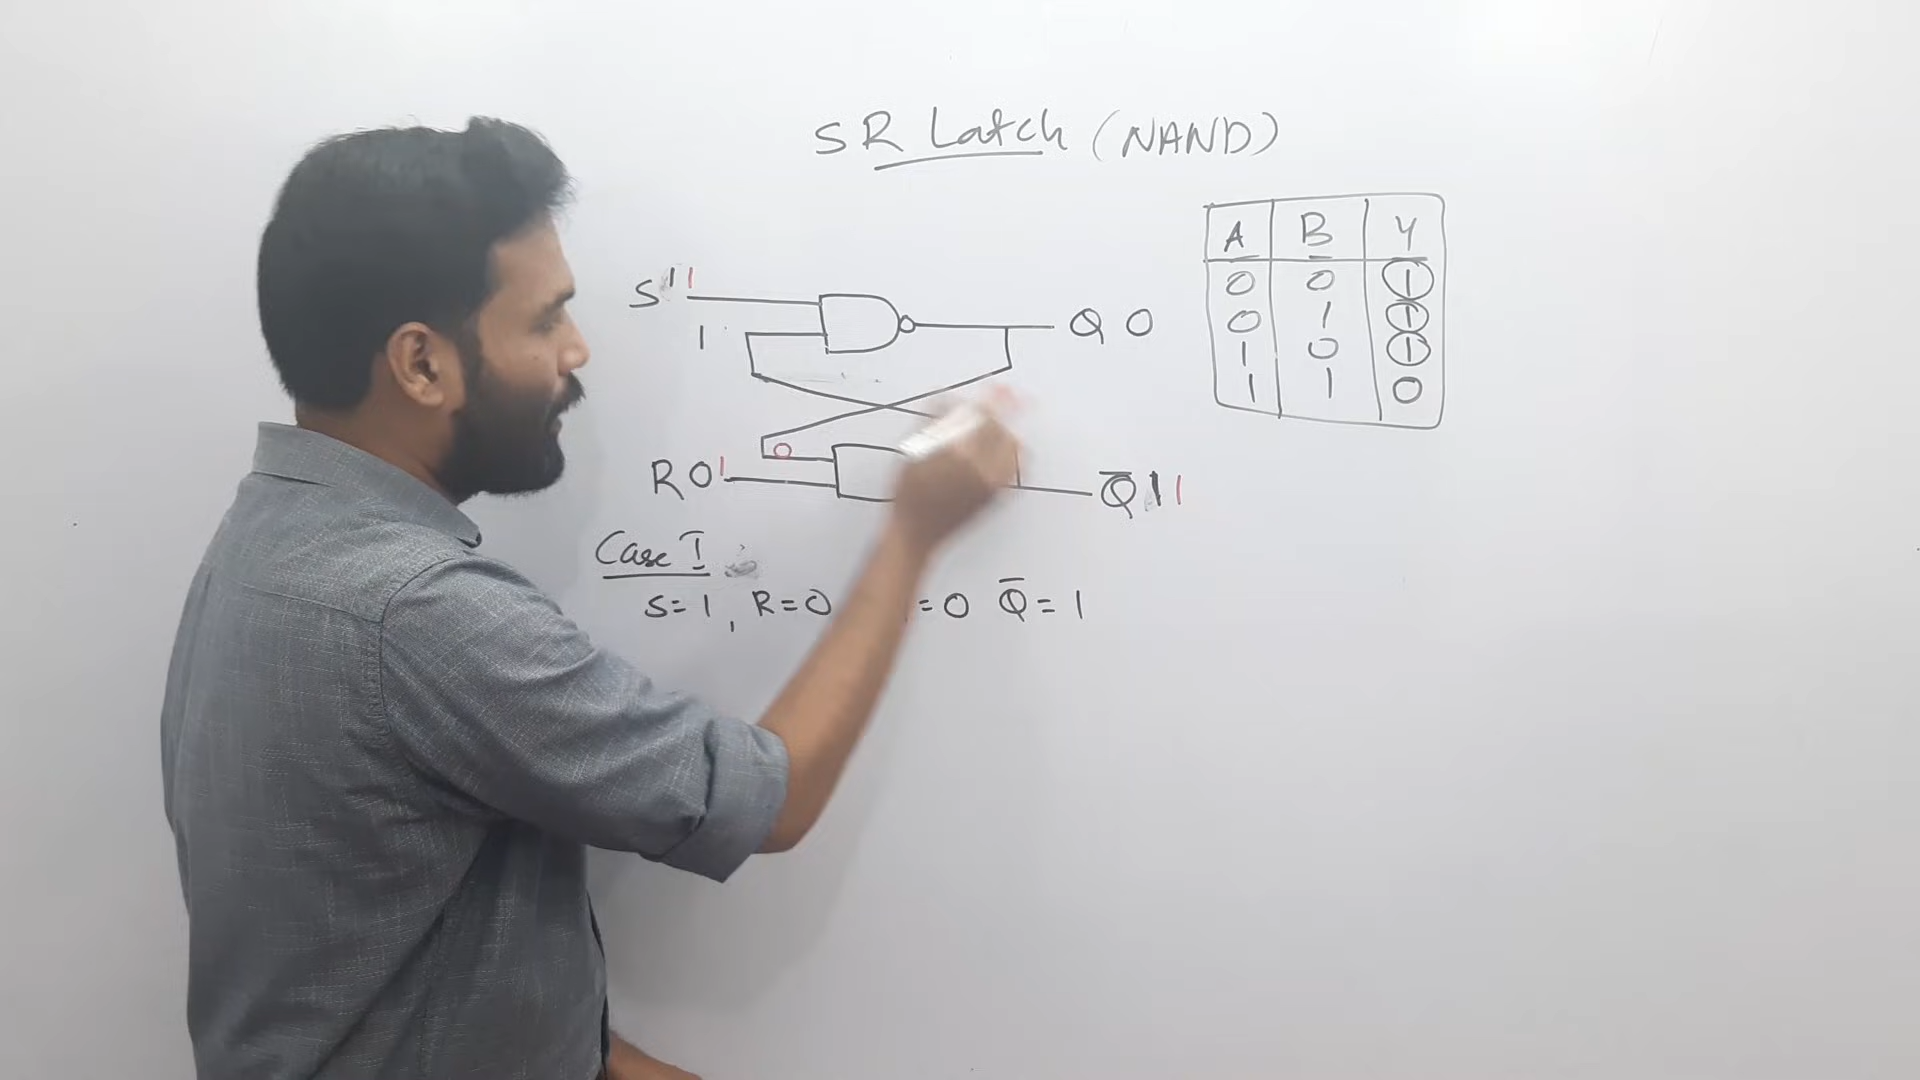 SR Latch (NAND)
A B Y
0 0 1
0 1 1
1 0 1
1 1 0
S 1 1
1
Q 0
0
R 0 1
Q̅ 1 1
Case I
S=1, R=0 =0 Q̅=1